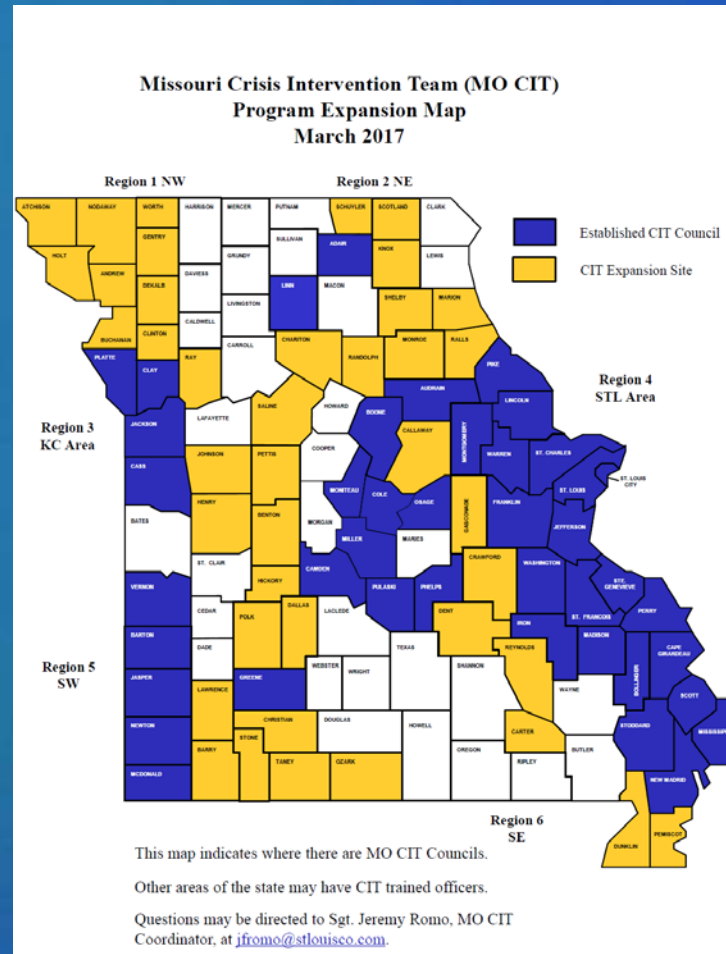 Missouri Crisis Intervention Team (MO CIT)
Program Expansion Map
March 2017
Region 1 NW
Region 2 NE
ATCHISON
NODAWAY
WORTH
HARRISON
MERCER
PUTNAM
SCHUYLER
SCOTLAND
CLARK
HOLT
GENTRY
SULLIVAN
ADAIR
KNOX
LEWIS
ANDREW
DEKALB
DAVIESS
GRUNDY
LINN
MACON
SHELBY
MARION
BUCHANAN
CLINTON
CALDWELL
LIVINGSTON
CARROLL
CHARITON
RANDOLPH
MONROE
RALLS
Established CIT Council
CIT Expansion Site
PLATTE
CLAY
RAY
PIKE
AUDRAIN
Region 4
STL Area
Region 3
KC Area
JACKSON
LAFAYETTE
SALINE
HOWARD
BOONE
CALLAWAY
MONTGOMERY
LINCOLN
WARREN
ST. CHARLES
ST. LOUIS
ST. LOUIS
CITY
CASS
JOHNSON
PETTIS
COOPER
MONITEAU
COLE
OSAGE
GASCONADE
FRANKLIN
JEFFERSON
BATES
HENRY
BENTON
MORGAN
MILLER
MARIES
CRAWFORD
WASHINGTON
STE.
GENEVIEVE
ST. CLAIR
HICKORY
CAMDEN
PULASKI
PHELPS
DENT
IRON
ST. FRANCOIS
PERRY
MADISON
VERNON
CEDAR
POLK
DALLAS
LACLEDE
TEXAS
REYNOLDS
CAPE
GIRARDEAU
Region 5
SW
BARTON
DADE
GREENE
WEBSTER
WRIGHT
SHANNON
WAYNE
BOLLINGER
SCOTT
JASPER
LAWRENCE
CHRISTIAN
DOUGLAS
HOWELL
CARTER
STODDARD
MISSISSIP
NEWTON
BARRY
STONE
TANEY
OZARK
OREGON
RIPLEY
BUTLER
NEW MADRID
MCDONALD
DUNKLIN
PEMISCOT
Region 6
SE
This map indicates where there are MO CIT Councils.
Other areas of the state may have CIT trained officers.
Questions may be directed to Sgt. Jeremy Romo, MO CIT
Coordinator, at jfromo@stlouisco.com.